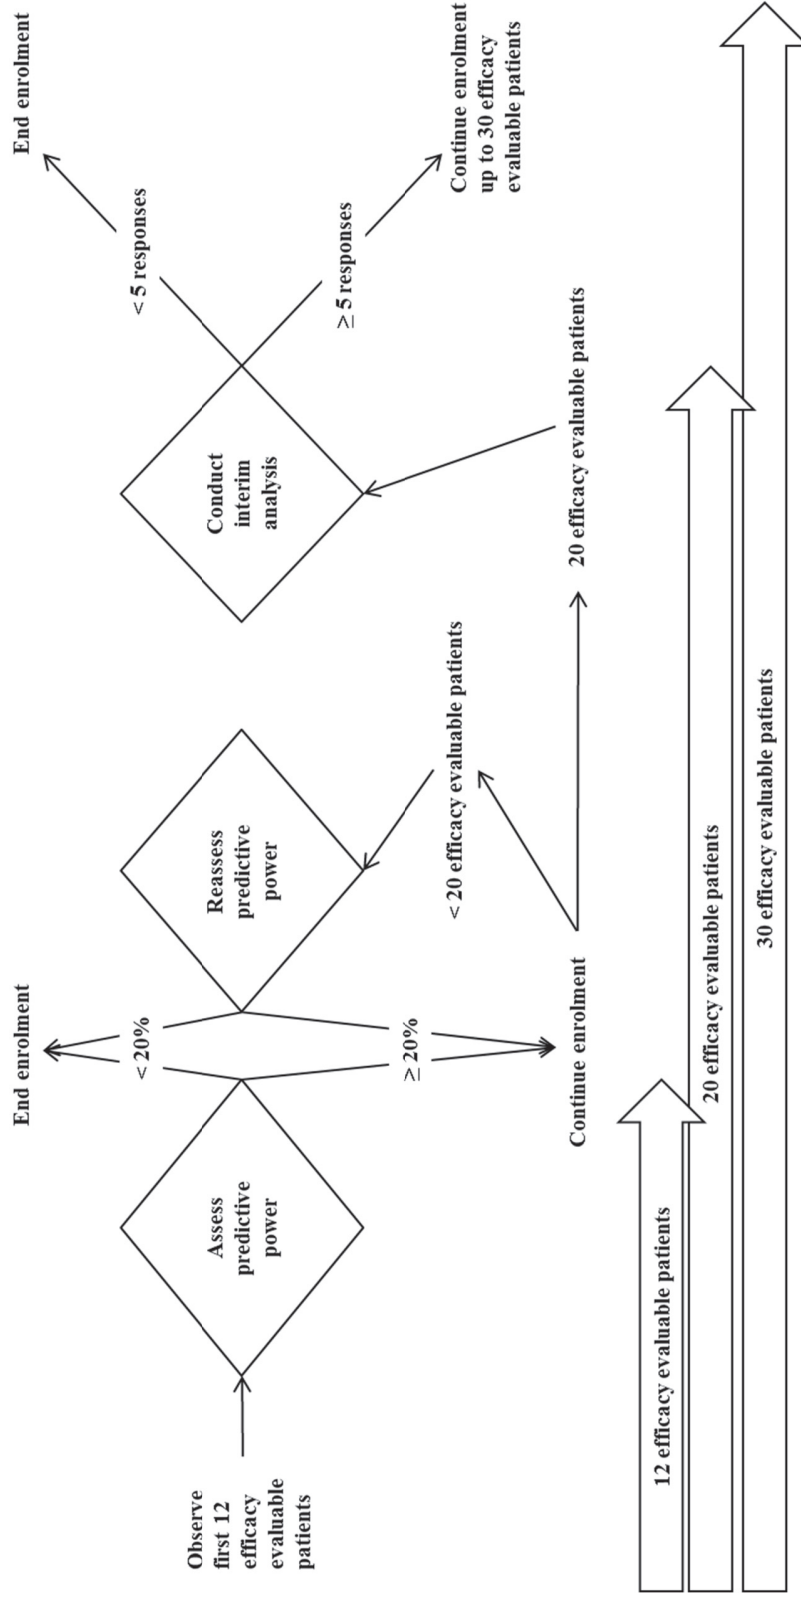 Observe
first 12
efficacy
evaluable
patients
Assess
predictive
power
End enrolment
< 20%
≥ 20%
Continue enrolment
Reassess
predictive
power
< 20 efficacy evaluable patients
20 efficacy evaluable patients
Conduct
interim
analysis
< 5 responses
≥ 5 responses
End enrolment
Continue enrolment
up to 30 efficacy
evaluable patients
12 efficacy evaluable patients
20 efficacy evaluable patients
30 efficacy evaluable patients